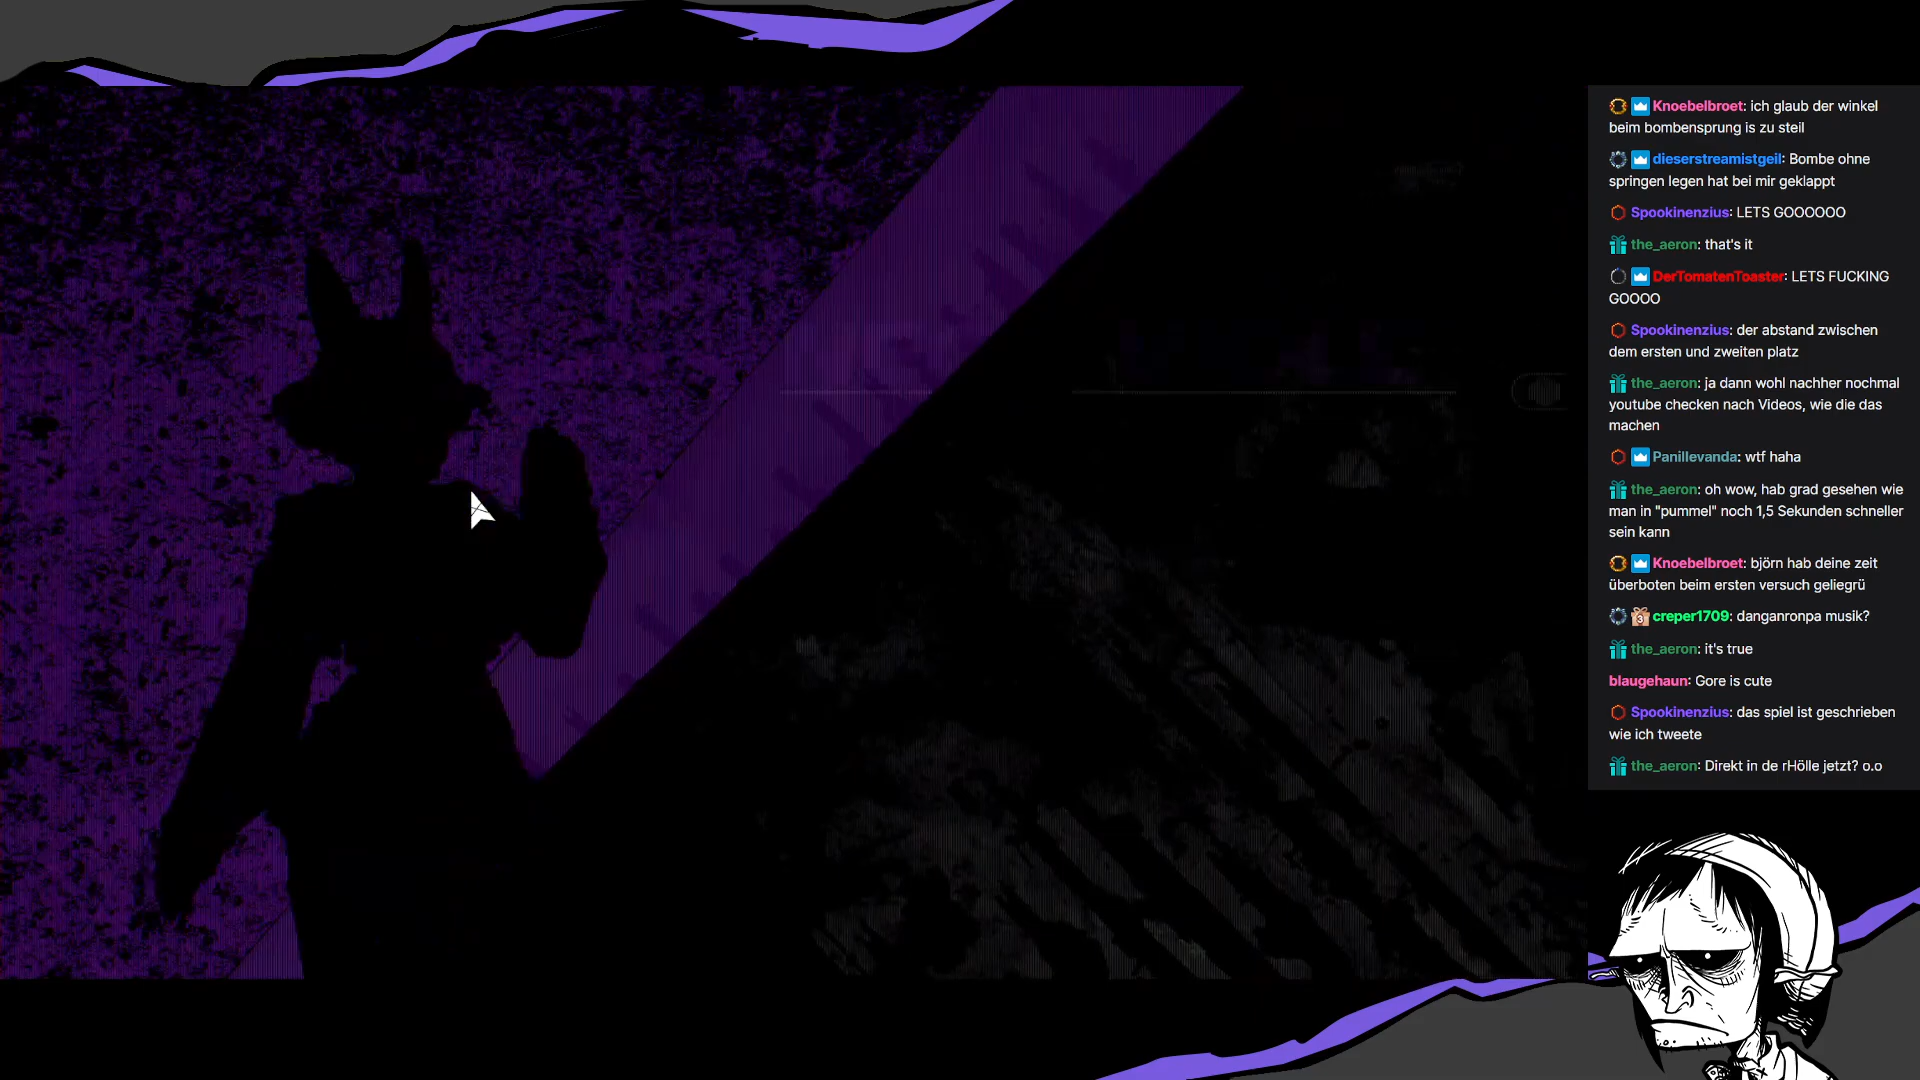 Knoebelbroet: ich glaub der winkel
beim bombensprung is zu steil
dieserstreamistgeil: Bombe ohne
springen legen hat bei mir geklappt
Spookinenzius: LETS GOOOOOO
the_aeron: that's it
DerTomatenToaster: LETS FUCKING
GOOOO
Spookinenzius: der abstand zwischen
dem ersten und zweiten platz
the_aeron: ja dann wohl nachher nochmal
youtube checken nach Videos, wie die das
machen
Panillevanda: wtf haha
the_aeron: oh wow, hab grad gesehen wie
man in "pummel" noch 1,5 Sekunden schneller
sein kann
Knoebelbroet: björn hab deine zeit
überboten beim ersten versuch geliegrü
3 creper1709: danganronpa musik?
the_aeron: it's true
blaugehaun: Gore is cute
Spookinenzius: das spiel ist geschrieben
wie ich tweete
the_aeron: Direkt in de rHölle jetzt? o.o